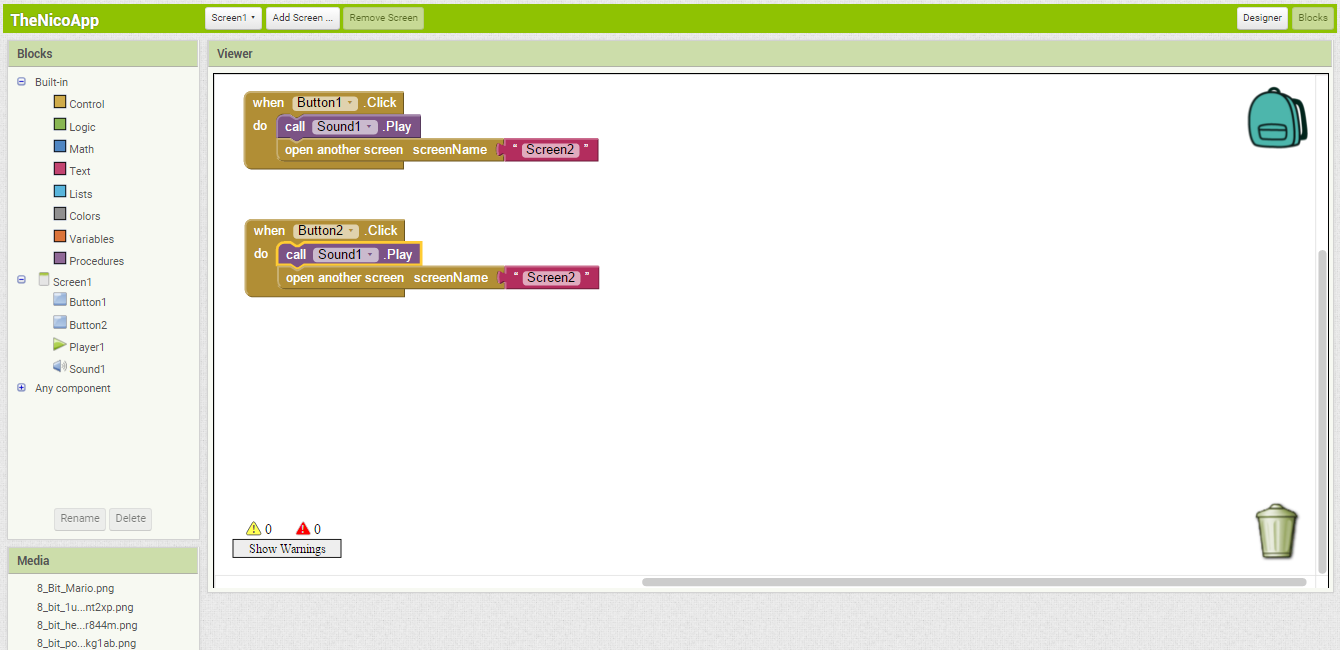 TheNicoApp Screen1 Add Screen ... Remove Screen Designer Blocks
Blocks
Built-in
Control
Logic
Math
Text
Lists
Colors
Variables
Procedures
Screen1
Button1
Button2
Player1
Sound1
Any component
Rename Delete
Media
8_Bit_Mario.png
8_bit_1u...nt2xp.png
8_bit_he...r844m.png
8_bit_po...kg1ab.png
Viewer
when Button1 .Click
do call Sound1 .Play
open another screen screenName " Screen2 "
when Button2 .Click
do call Sound1 .Play
open another screen screenName " Screen2 "
0 0
Show Warnings